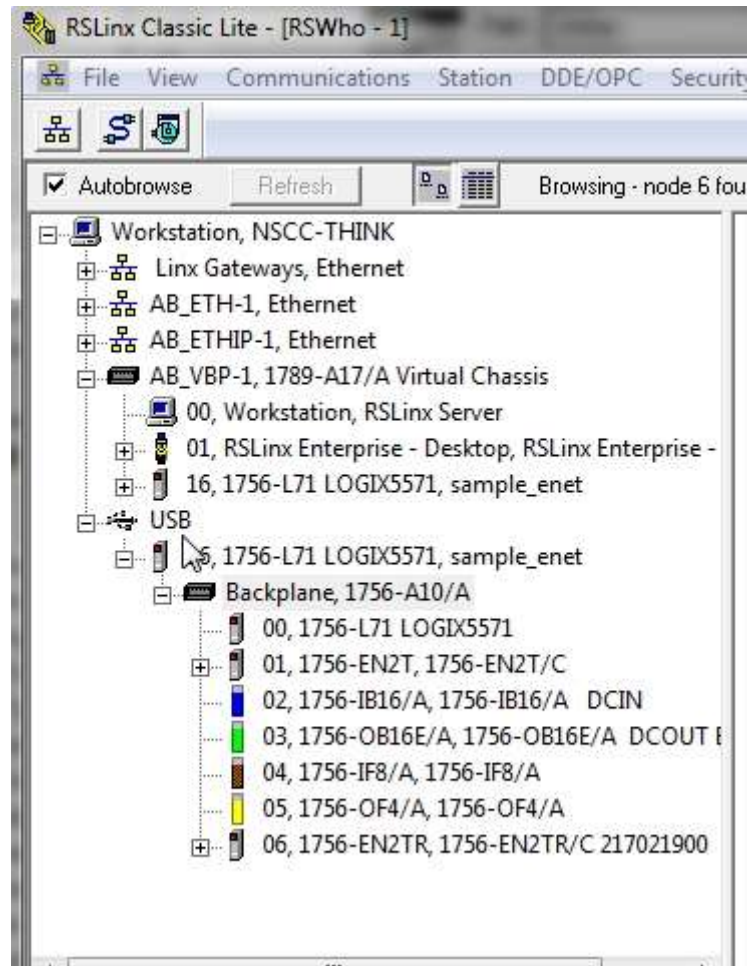 RSLinx Classic Lite - [RSWho - 1]
File View Communications Station DDE/OPC Security
Autobrowse Refresh Browsing - node 6 fou
Workstation, NSCC-THINK
Linx Gateways, Ethernet
AB_ETH-1, Ethernet
AB_ETHIP-1, Ethernet
AB_VBP-1, 1789-A17/A Virtual Chassis
00, Workstation, RSLinx Server
01, RSLinx Enterprise - Desktop, RSLinx Enterprise -
16, 1756-L71 LOGIX5571, sample_enet
USB
6, 1756-L71 LOGIX5571, sample_enet
Backplane, 1756-A10/A
00, 1756-L71 LOGIX5571
01, 1756-EN2T, 1756-EN2T/C
02, 1756-IB16/A, 1756-IB16/A DCIN
03, 1756-OB16E/A, 1756-OB16E/A DCOUT E
04, 1756-IF8/A, 1756-IF8/A
05, 1756-OF4/A, 1756-OF4/A
06, 1756-EN2TR, 1756-EN2TR/C 217021900